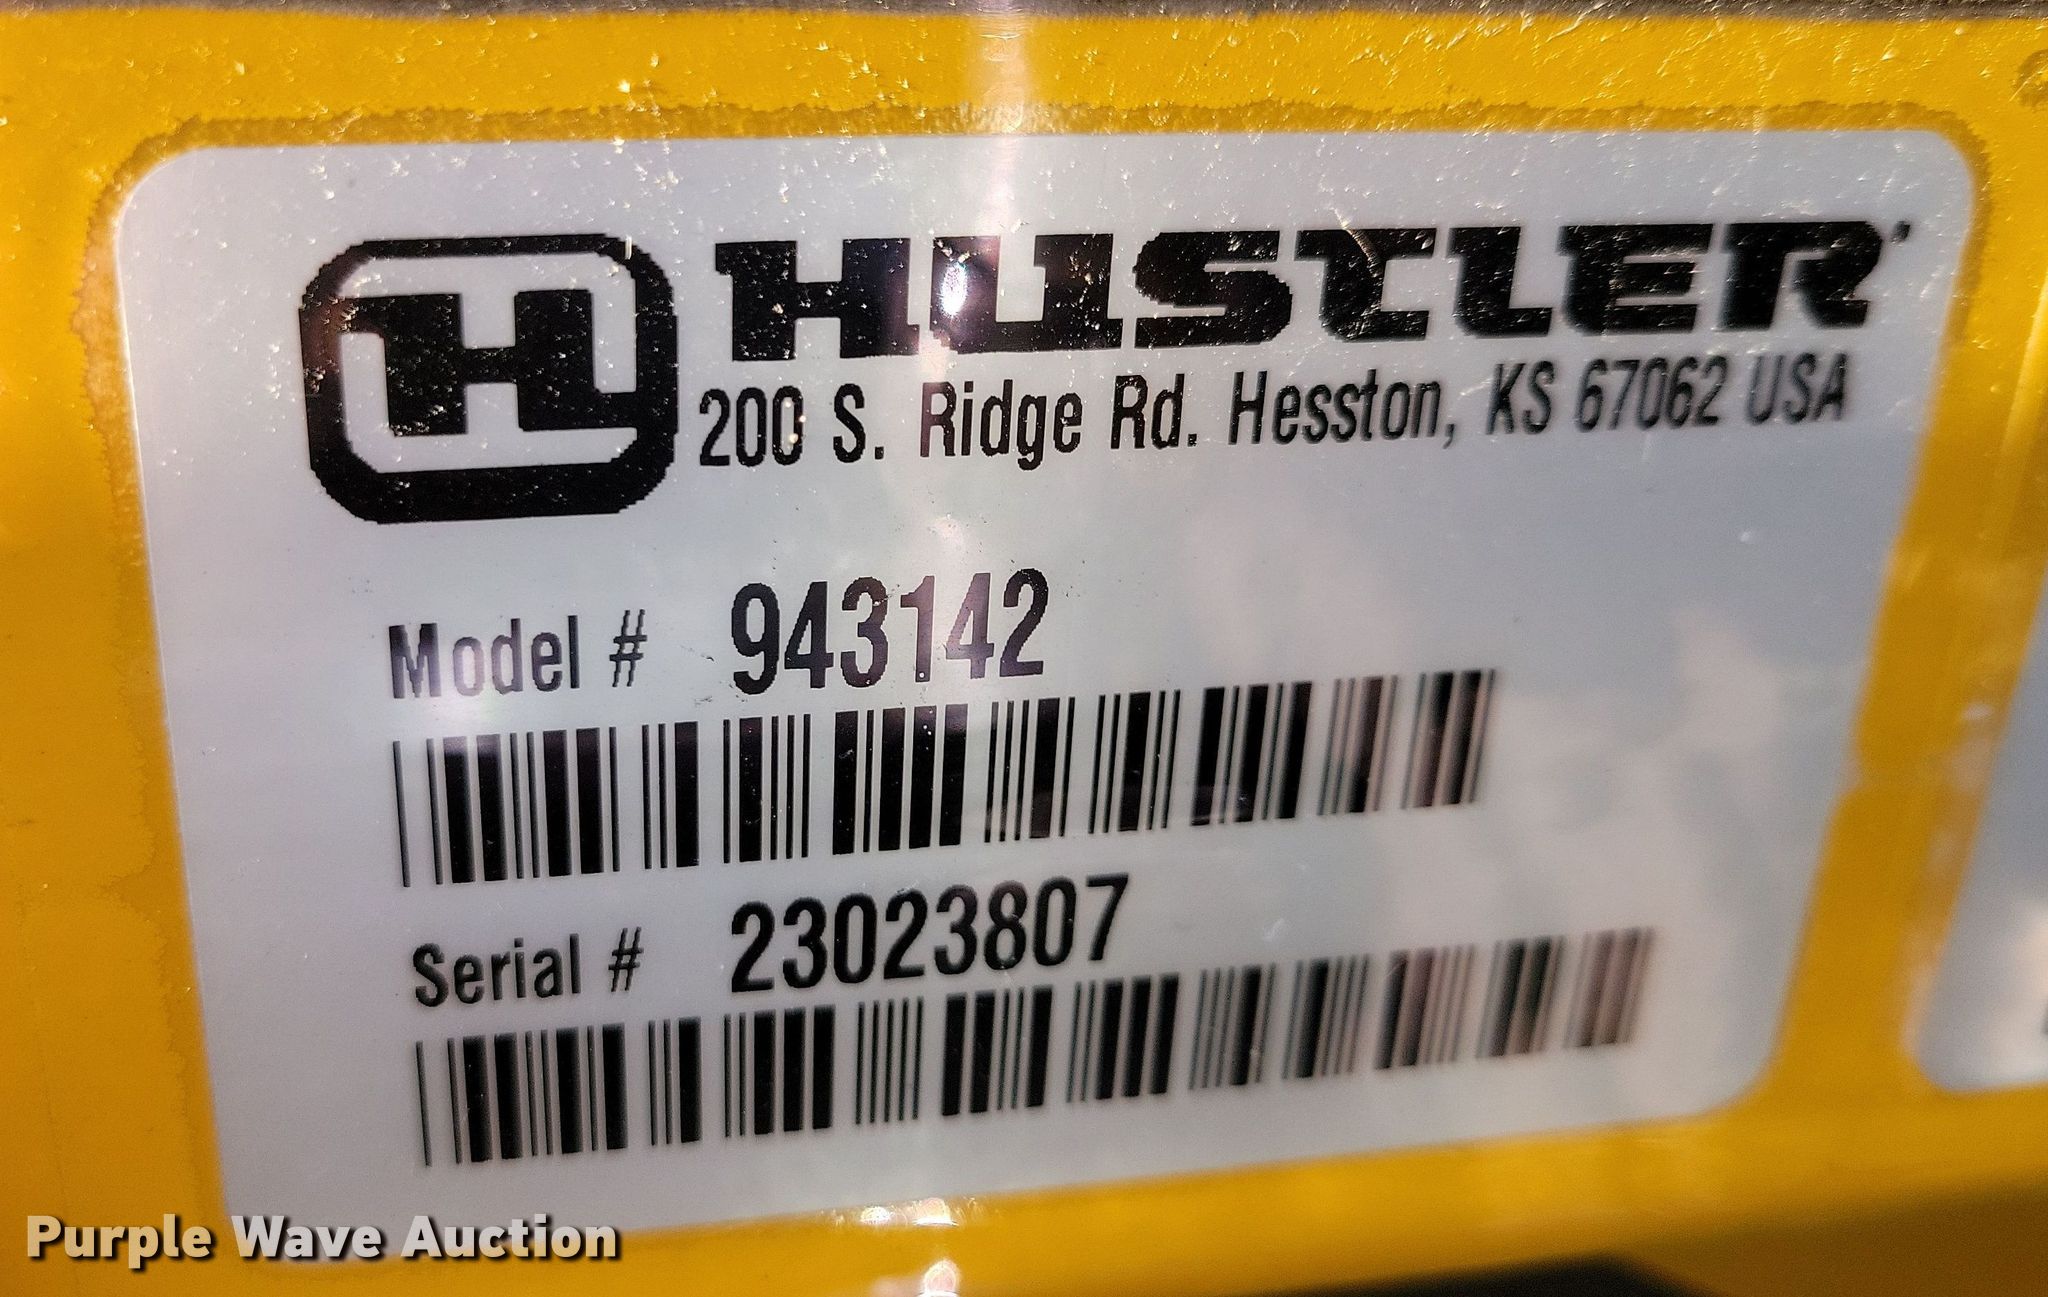 H HUSTLER
200 S. Ridge Rd. Hesston, KS 67062 USA
Model # 943142
Serial # 23023807
Purple Wave Auction